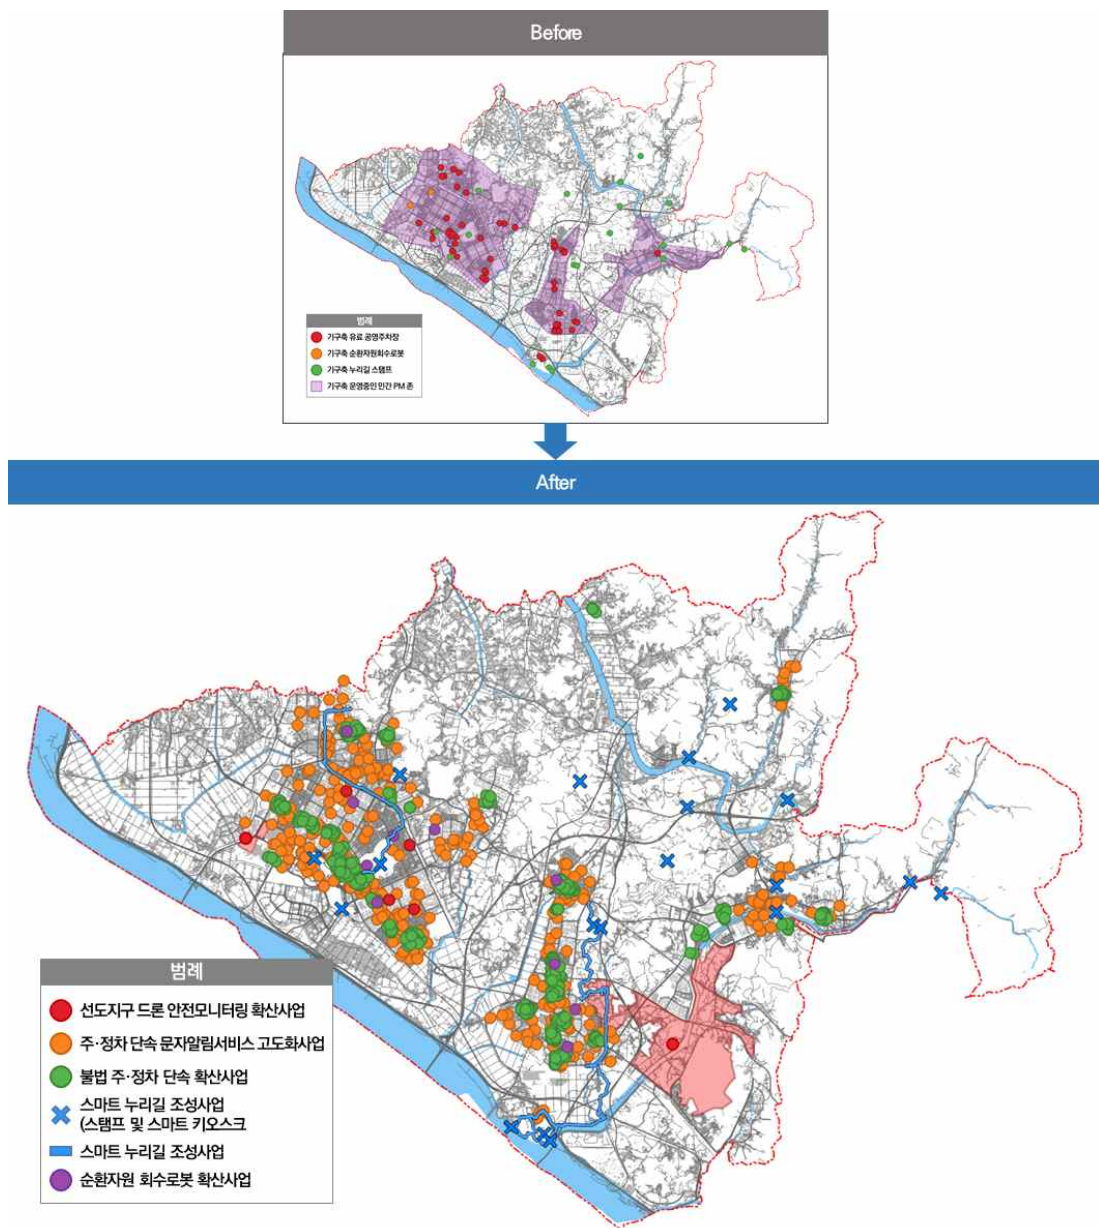 Before
범례
기구축 유료 공영주차장
기구축 순환자원회수로봇
기구축 누리길 스탬프
기구축 운영중인 민간 PM 존
After
범례
선도지구 드론 안전모니터링 확산사업
주·정차 단속 문자알림서비스 고도화사업
불법 주·정차 단속 확산사업
스마트 누리길 조성사업
(스탬프 및 스마트 키오스크
스마트 누리길 조성사업
순환자원 회수로봇 확산사업